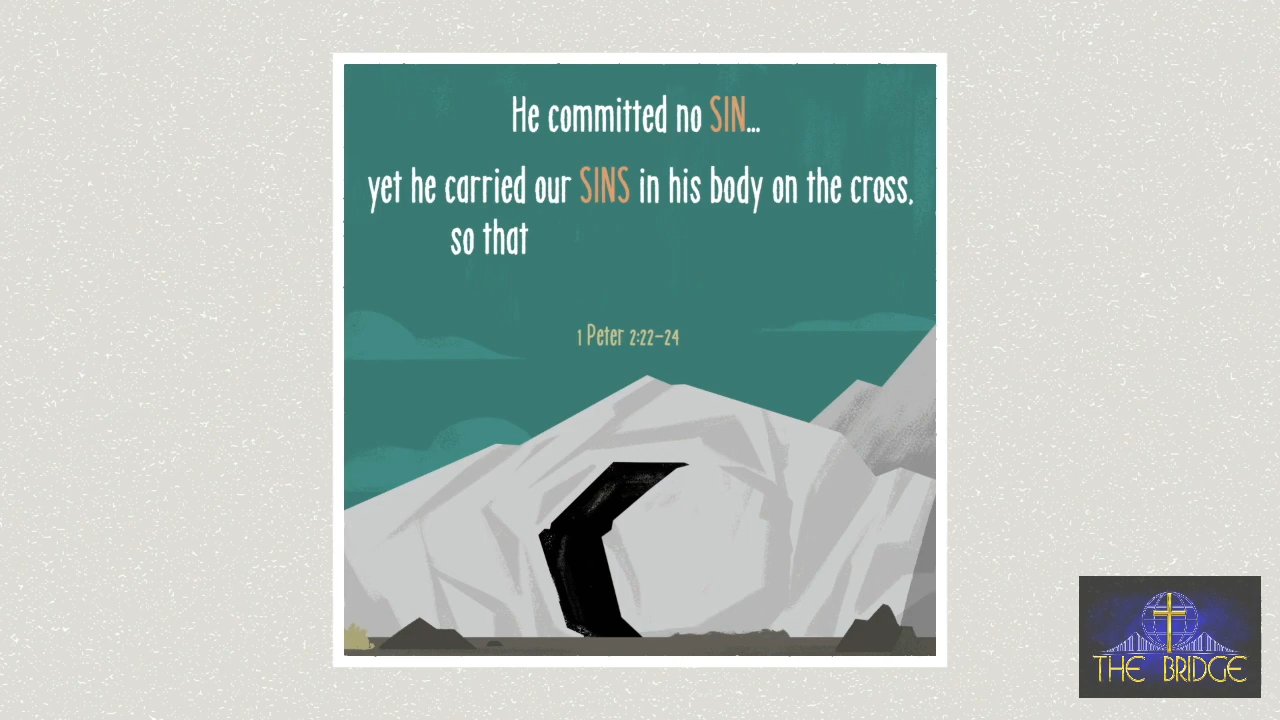 He committed no SIN...
yet he carried our SINS in his body on the cross,
so that
1 Peter 2:22–24
THE BRIDGE